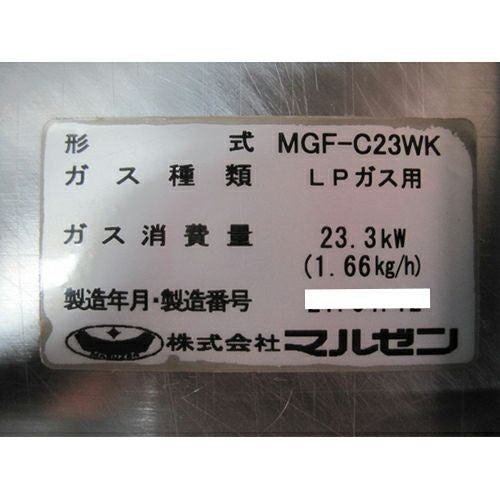 形 式 MGF-C23WK
ガス種類 LPガス用
ガス消費量 23.3kW
(1.66kg/h)
製造年月・製造番号
MARUZEN 株式会社マルゼン